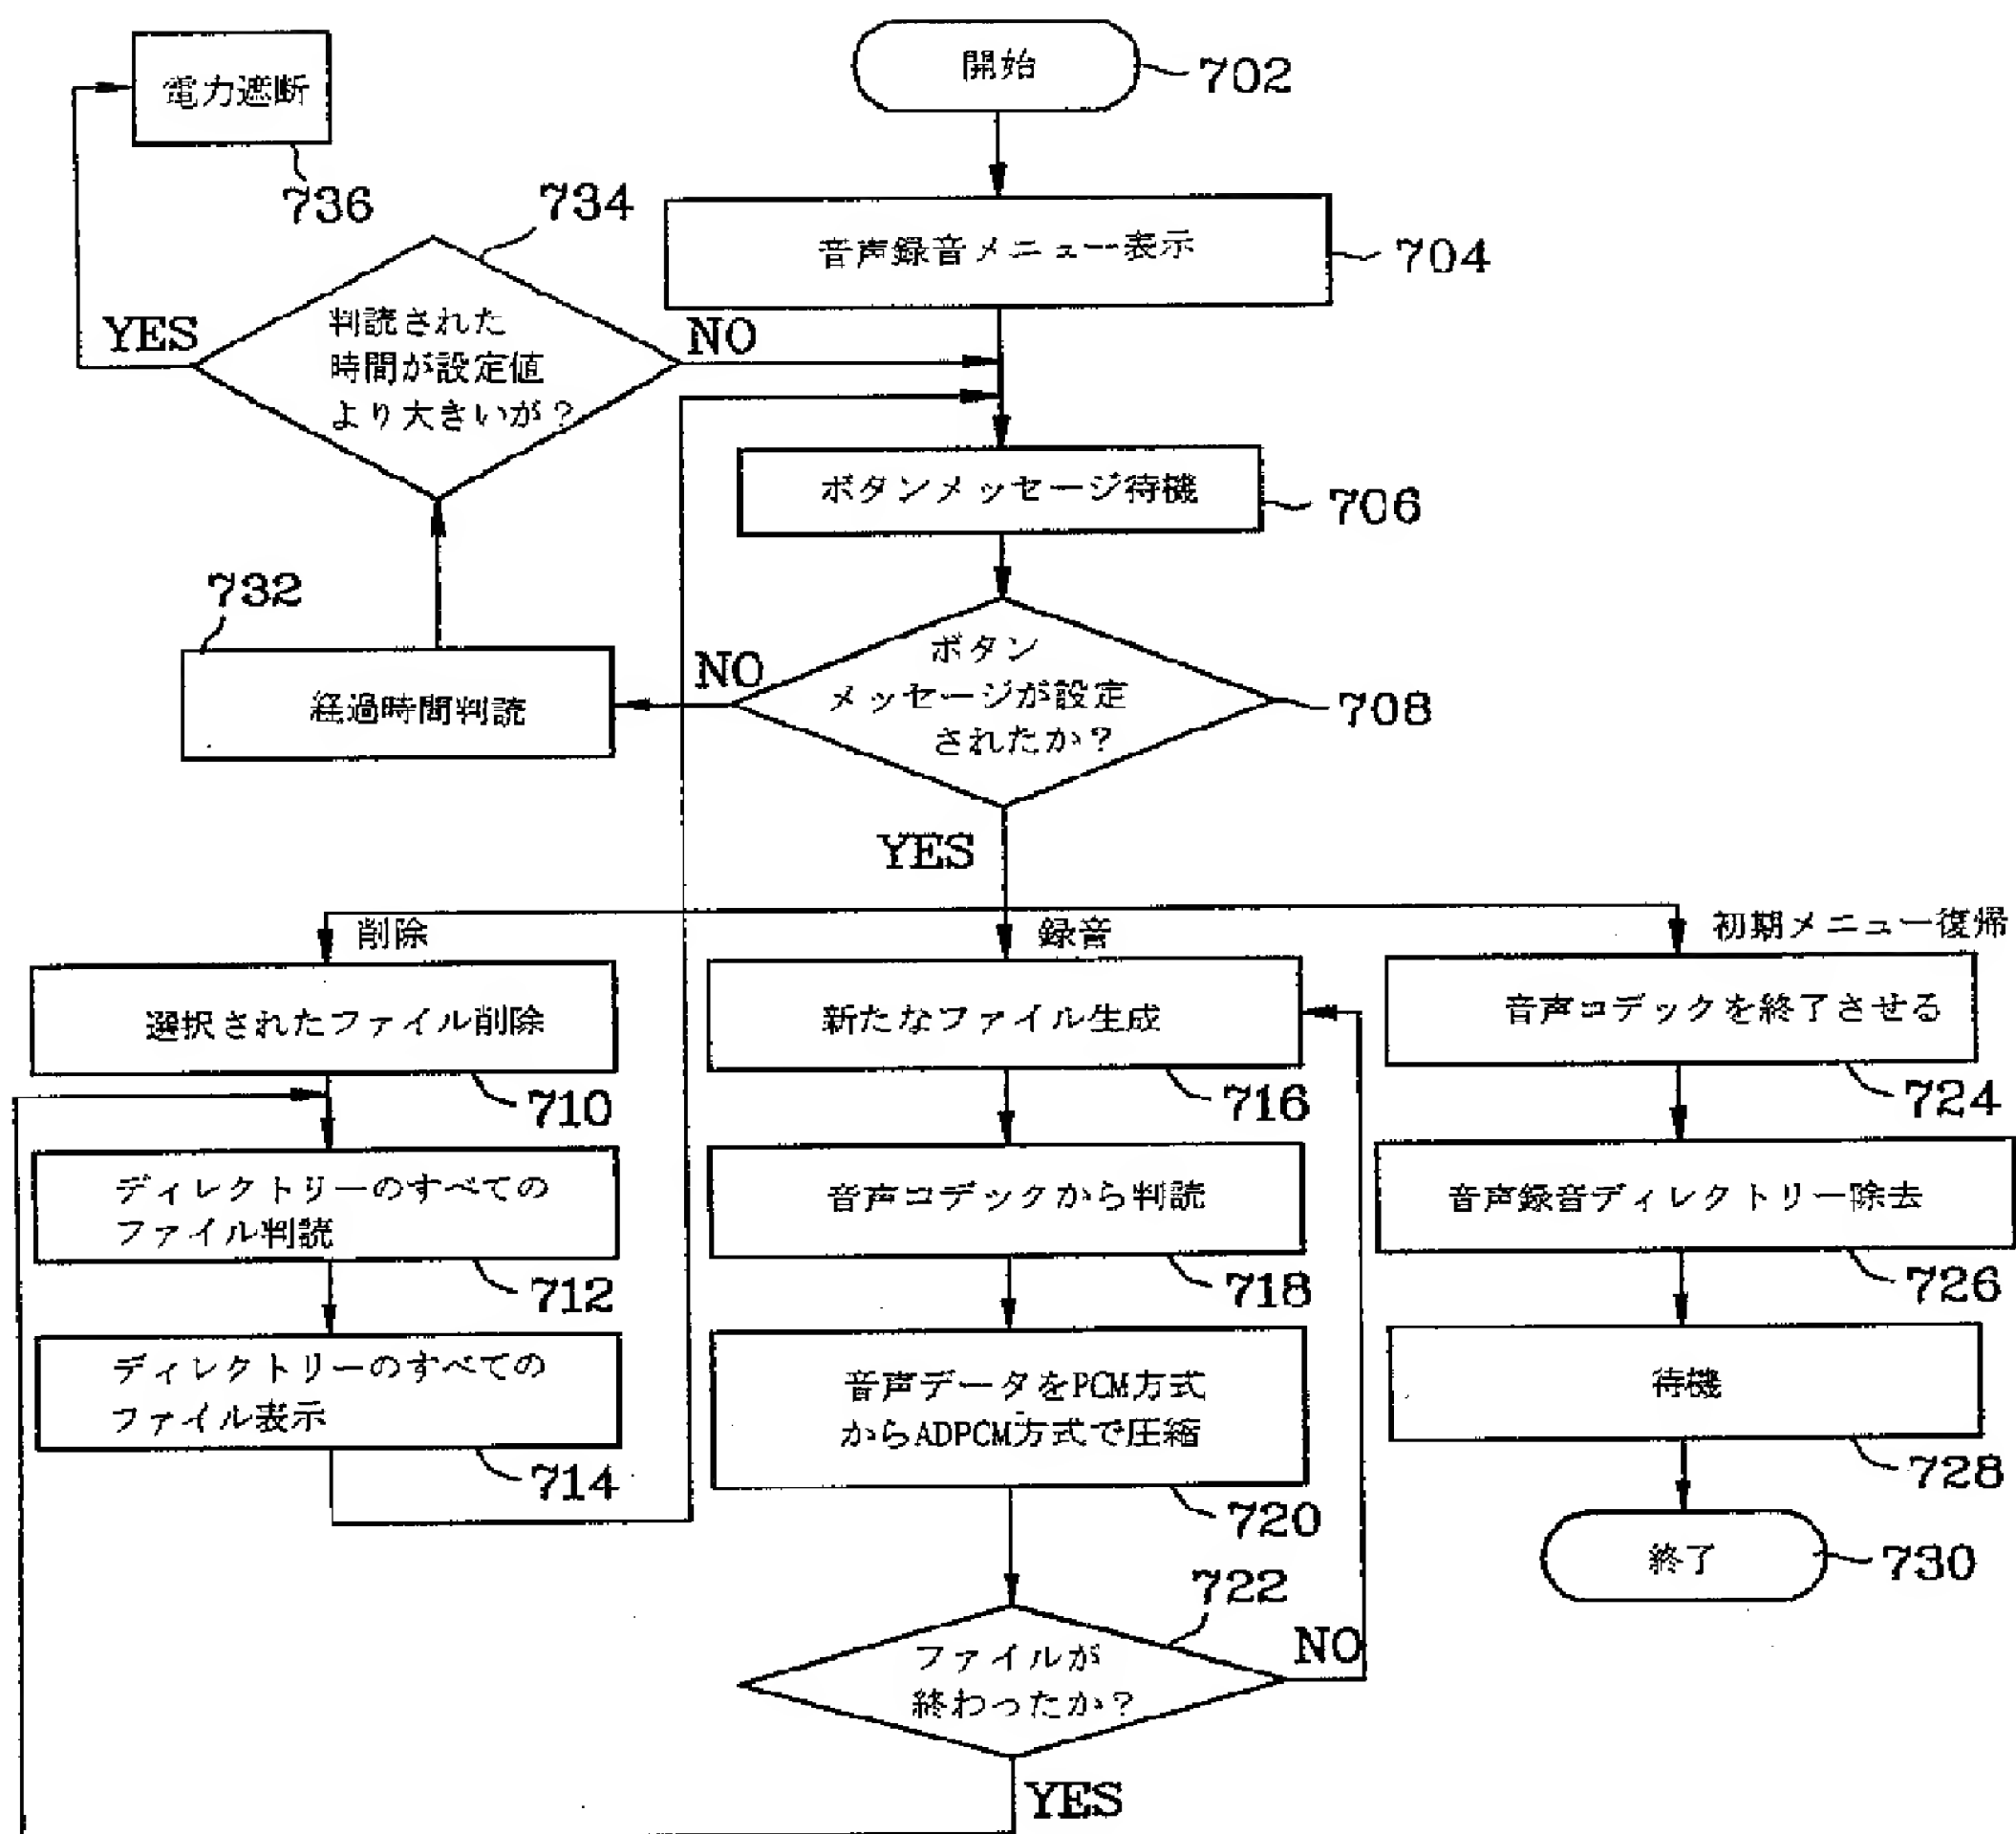 開始
702
電力遮断
736
音声録音メニュー表示
704
734
判読された
時間が設定値
より大きいが?
YES
NO
ボタンメッセージ待機
706
732
経過時間判読
NO
ボタン
メッセージが設定
されたか?
708
YES
削除
録音
初期メニュー復帰
選択されたファイル削除
710
新たなファイル生成
716
音声コデックを終了させる
724
ディレクトリーのすべての
ファイル判読
712
音声コデックから判読
718
音声録音ディレクトリー除去
726
ディレクトリーのすべての
ファイル表示
714
音声データをPCM方式
からADPCM方式で圧縮
720
待機
728
終了
730
722
ファイルが
終わったか?
NO
YES